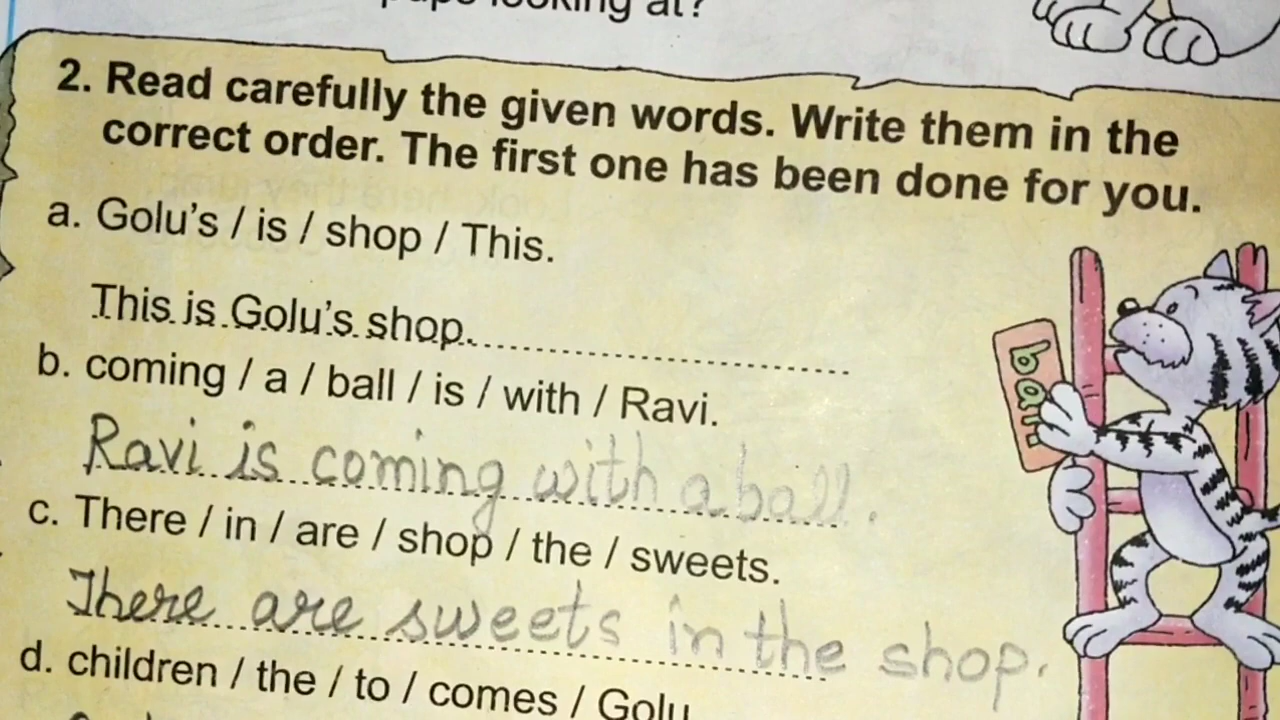 looking at?
2. Read carefully the given words. Write them in the
correct order. The first one has been done for you.
a. Golu's / is / shop / This.
This is Golu's shop.
b. coming / a / ball / is / with / Ravi.
Ravi is coming with a ball.
c. There / in / are / shop / the / sweets.
There are sweets in the shop.
d. children / the / to / comes / Golu